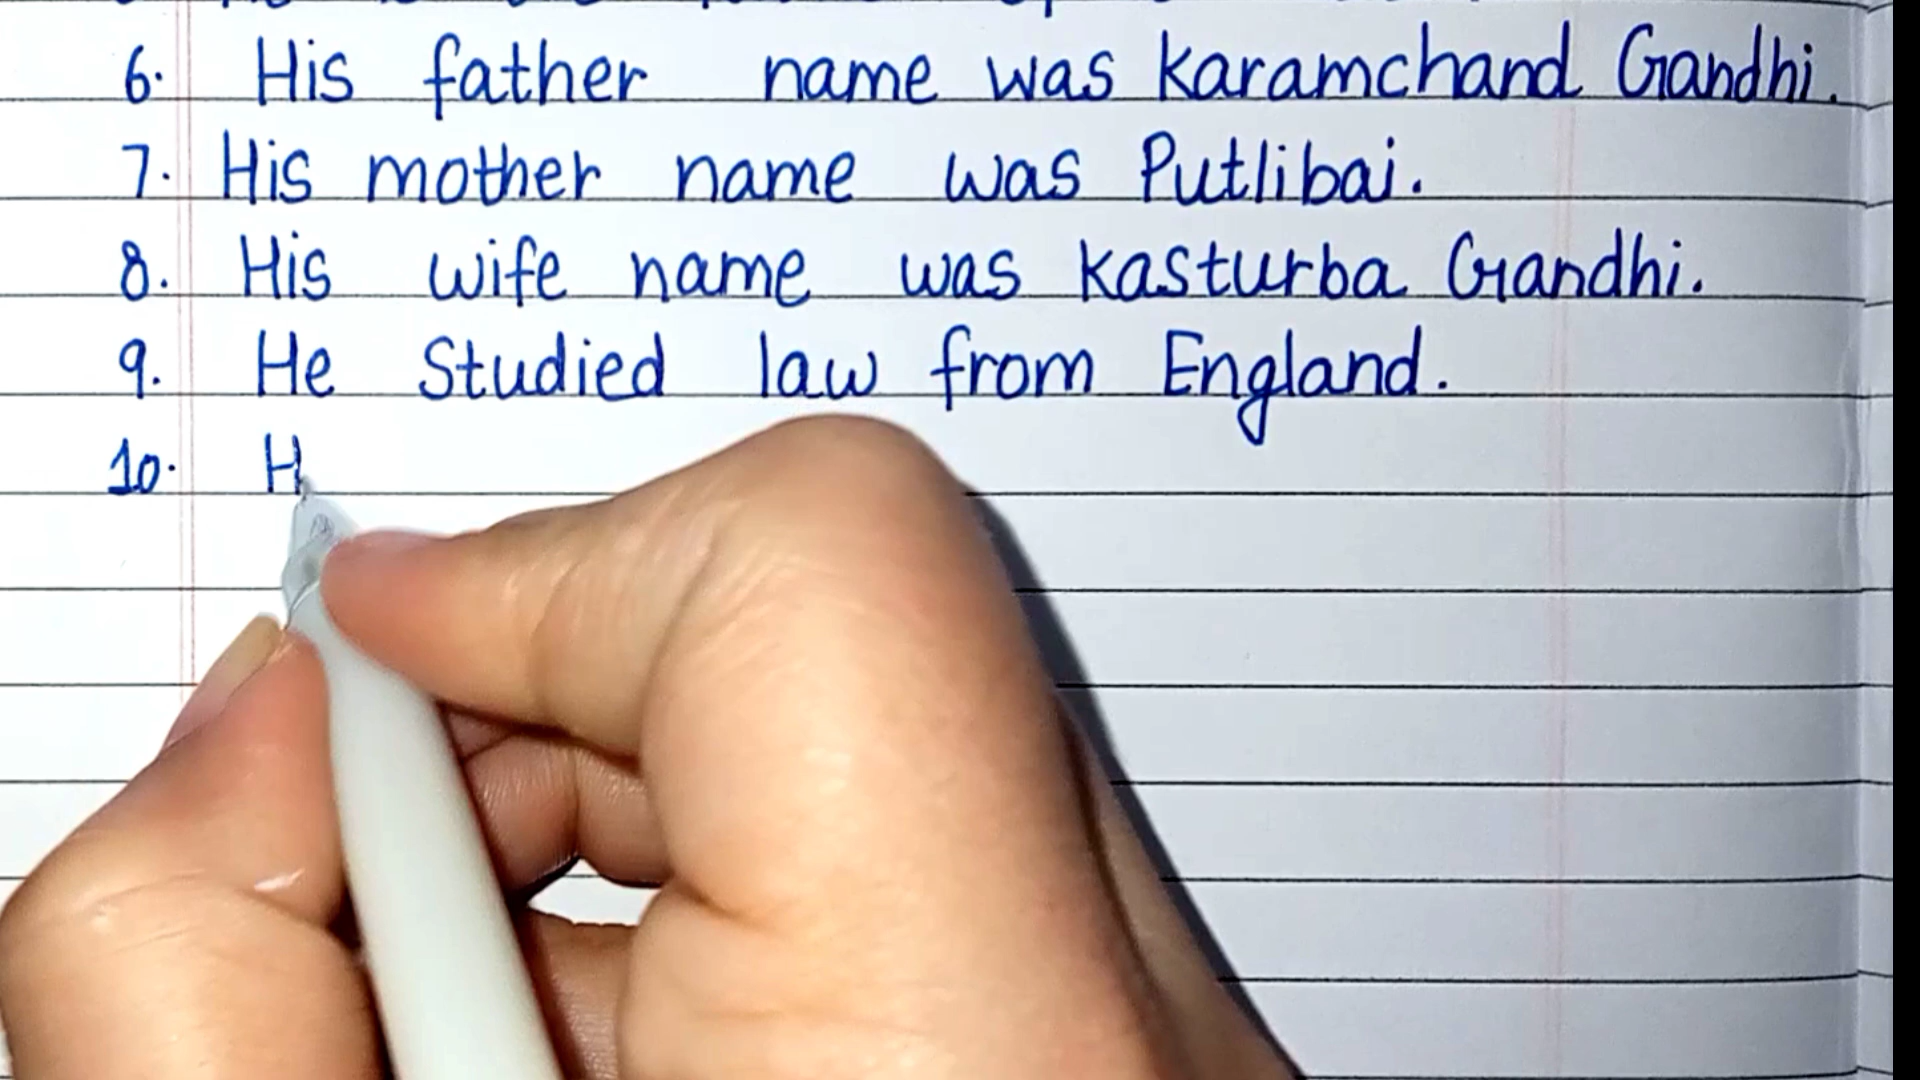 6. His father name was Karamchand Gandhi.
7. His mother name was Putlibai.
8. His wife name was Kasturba Gandhi.
9. He Studied law from England.
10. H